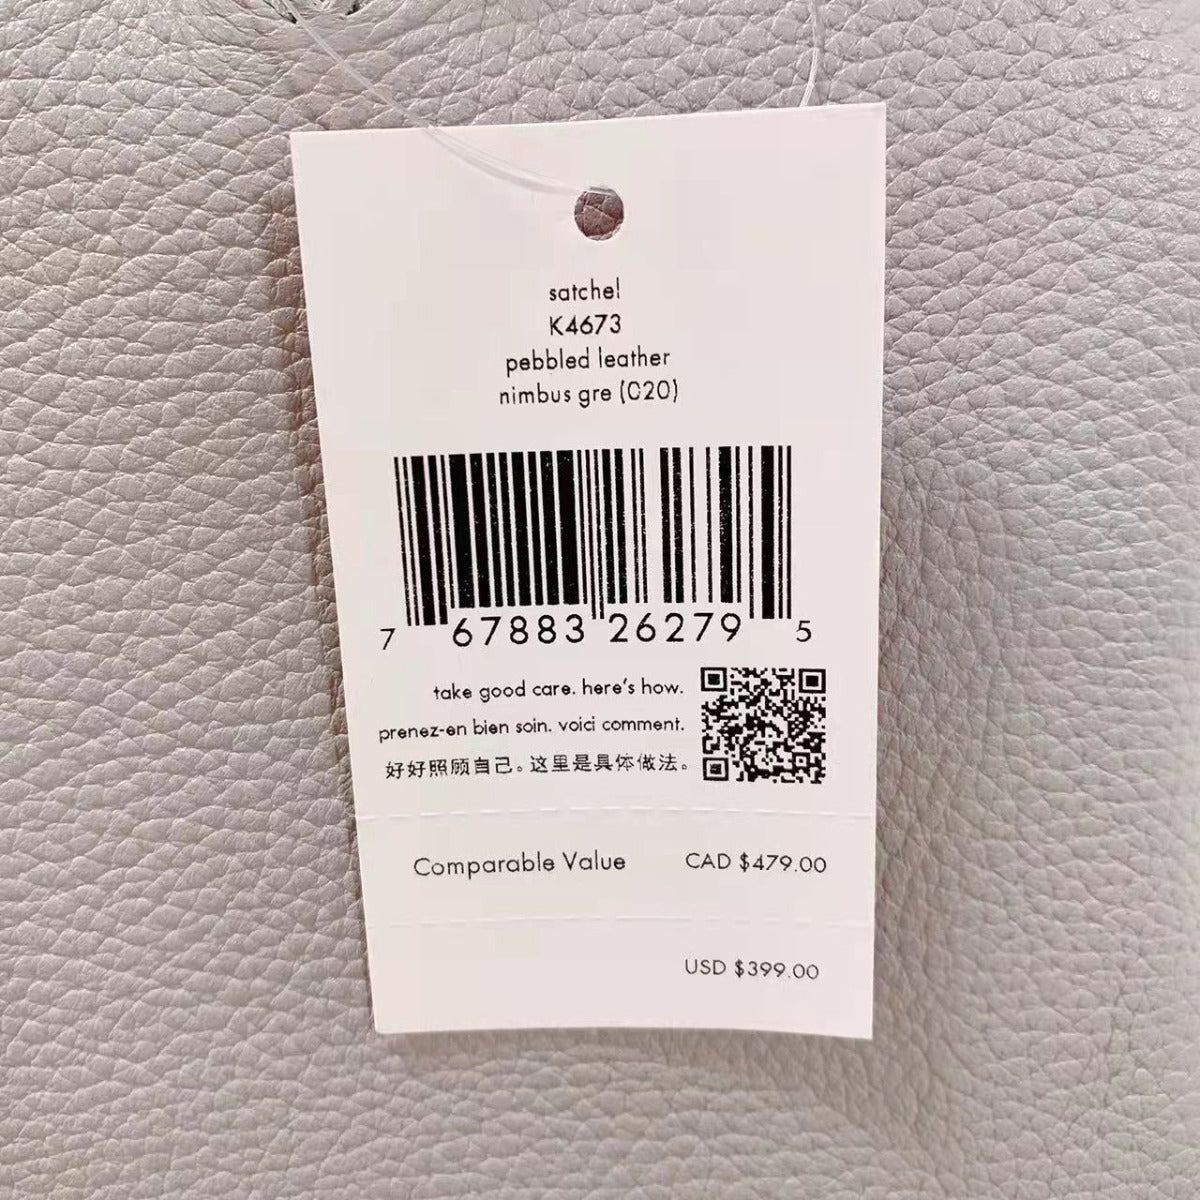 satchel
K4673
pebbled leather
nimbus gre (C20)
7 67883 26279 5
take good care. here's how.
prenez-en bien soin. voici comment.
好好照顾自己。这里是具体做法。
Comparable Value CAD $479.00
USD $399.00